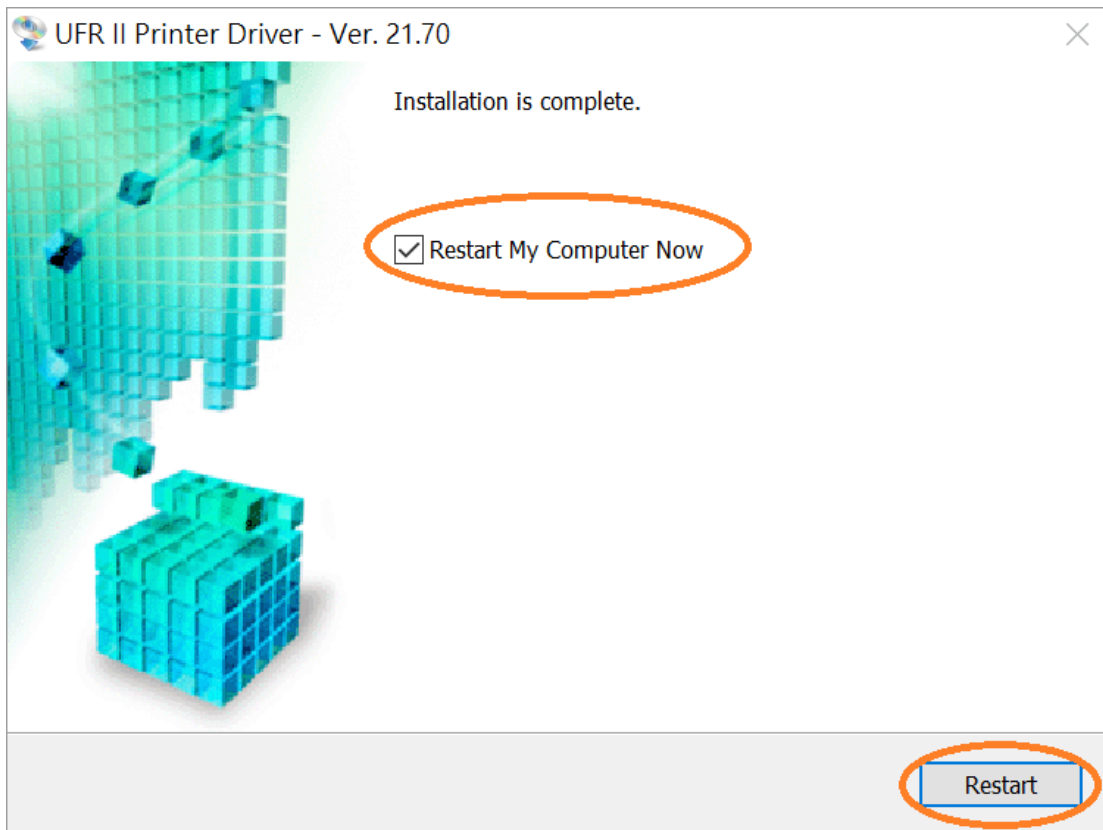 UFR II Printer Driver - Ver. 21.70
Installation is complete.
Restart My Computer Now
Restart